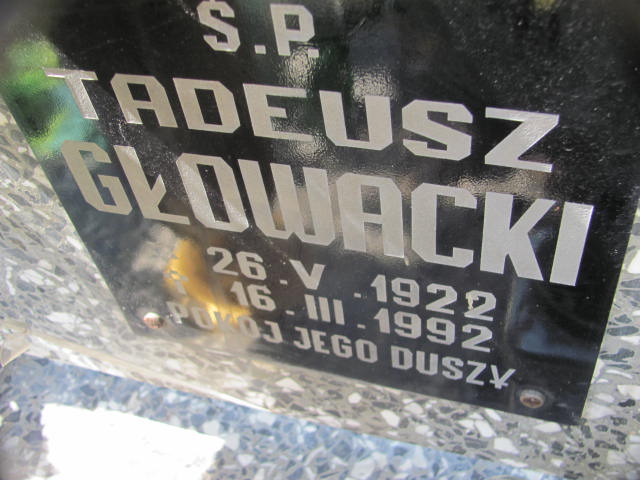 Ś.P.
TADEUSZ
GŁOWACKI
* 26.V.1922
† 16.III.1992
POKÓJ JEGO DUSZY